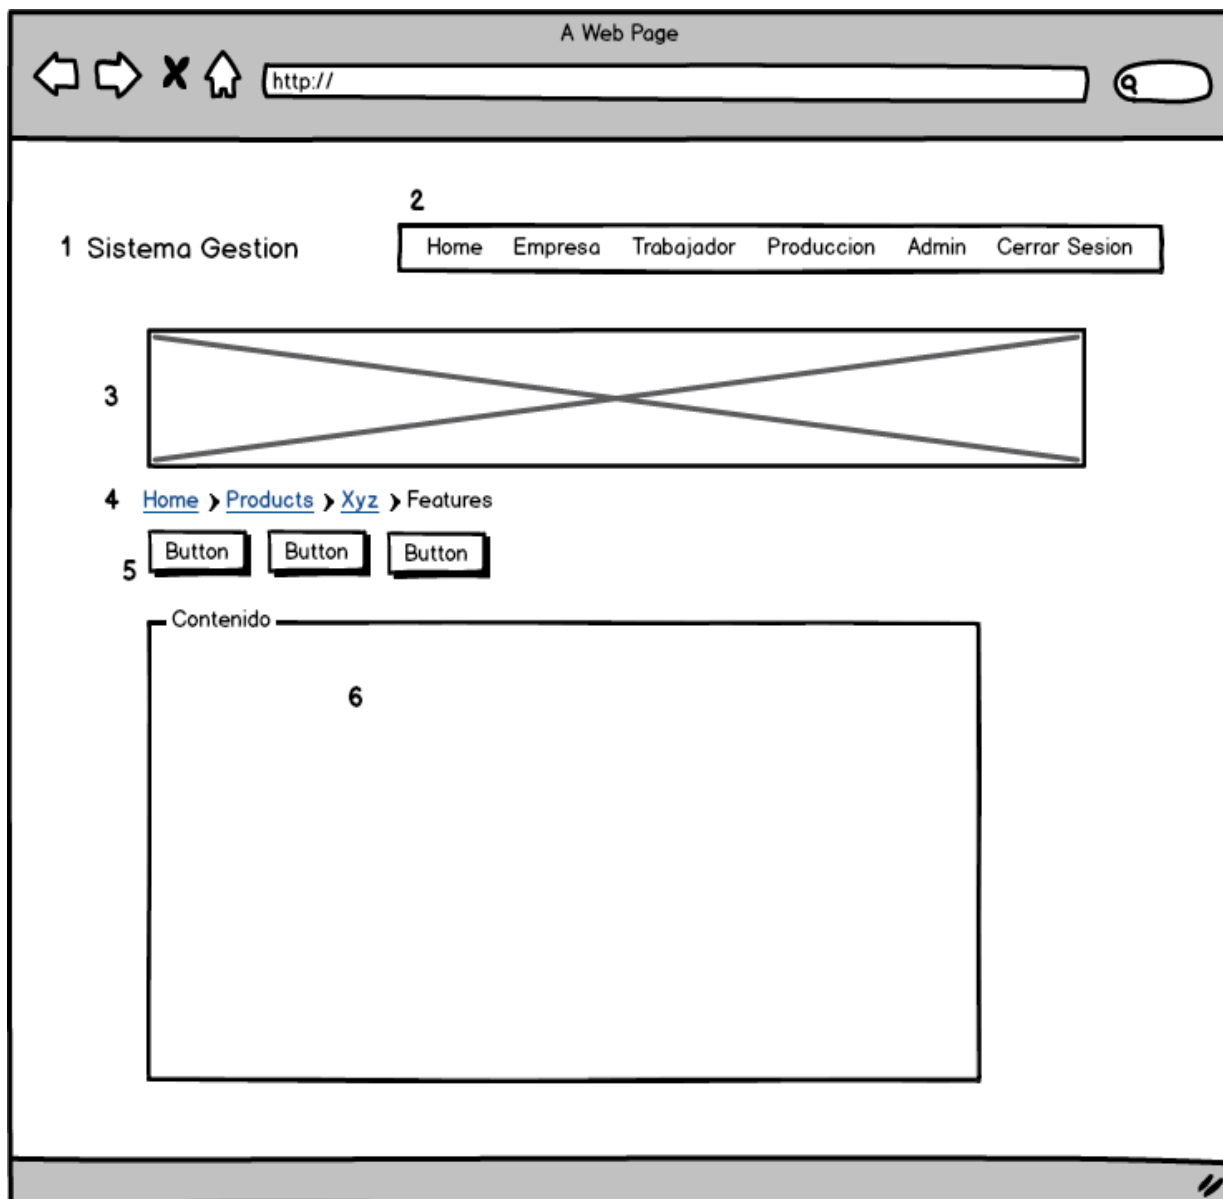 A Web Page
http://
2
1 Sistema Gestion
Home Empresa Trabajador Produccion Admin Cerrar Sesion
3
4 Home > Products > Xyz > Features
5 Button Button Button
Contenido
6